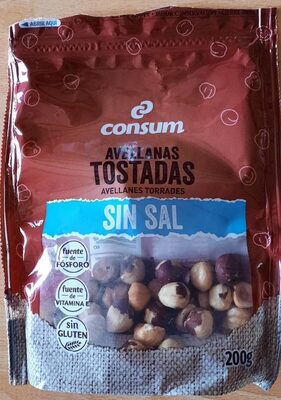 ABRIR AQUÍ
consum
AVELLANAS
TOSTADAS
AVELLANES TORRADES
SIN SAL
fuente
de
FÓSFORO
fuente
de
VITAMINA E
sin
GLUTEN
200g